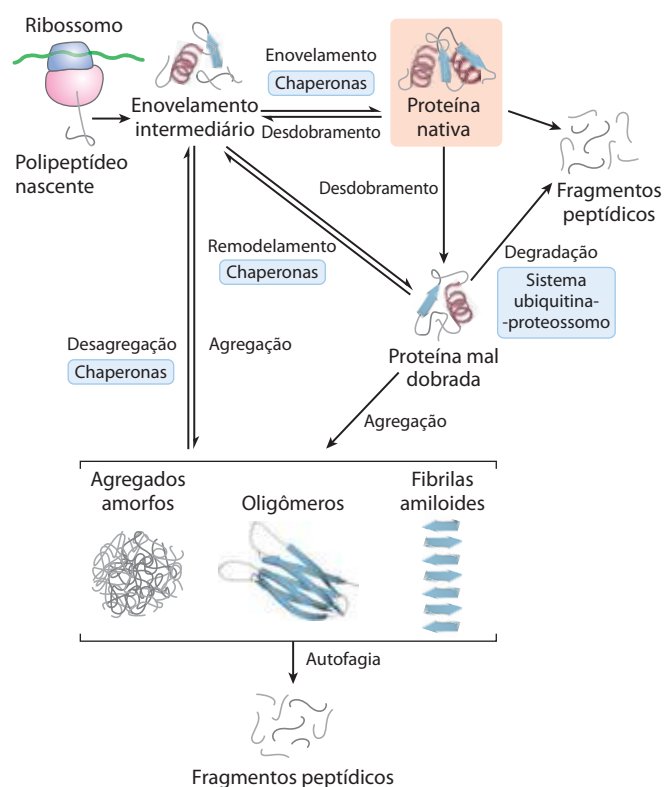 Ribossomo
Polipeptídeo
nascente
Enovelamento
intermediário
Enovelamento
Chaperonas
Desdobramento
Proteína
nativa
Fragmentos
peptídicos
Desdobramento
Remodelamento
Chaperonas
Degradação
Sistema
ubiquitina-
-proteossomo
Proteína mal
dobrada
Desagregação
Chaperonas
Agregação
Agregação
Agregados
amorfos
Oligômeros
Fibrilas
amiloides
Autofagia
Fragmentos peptídicos